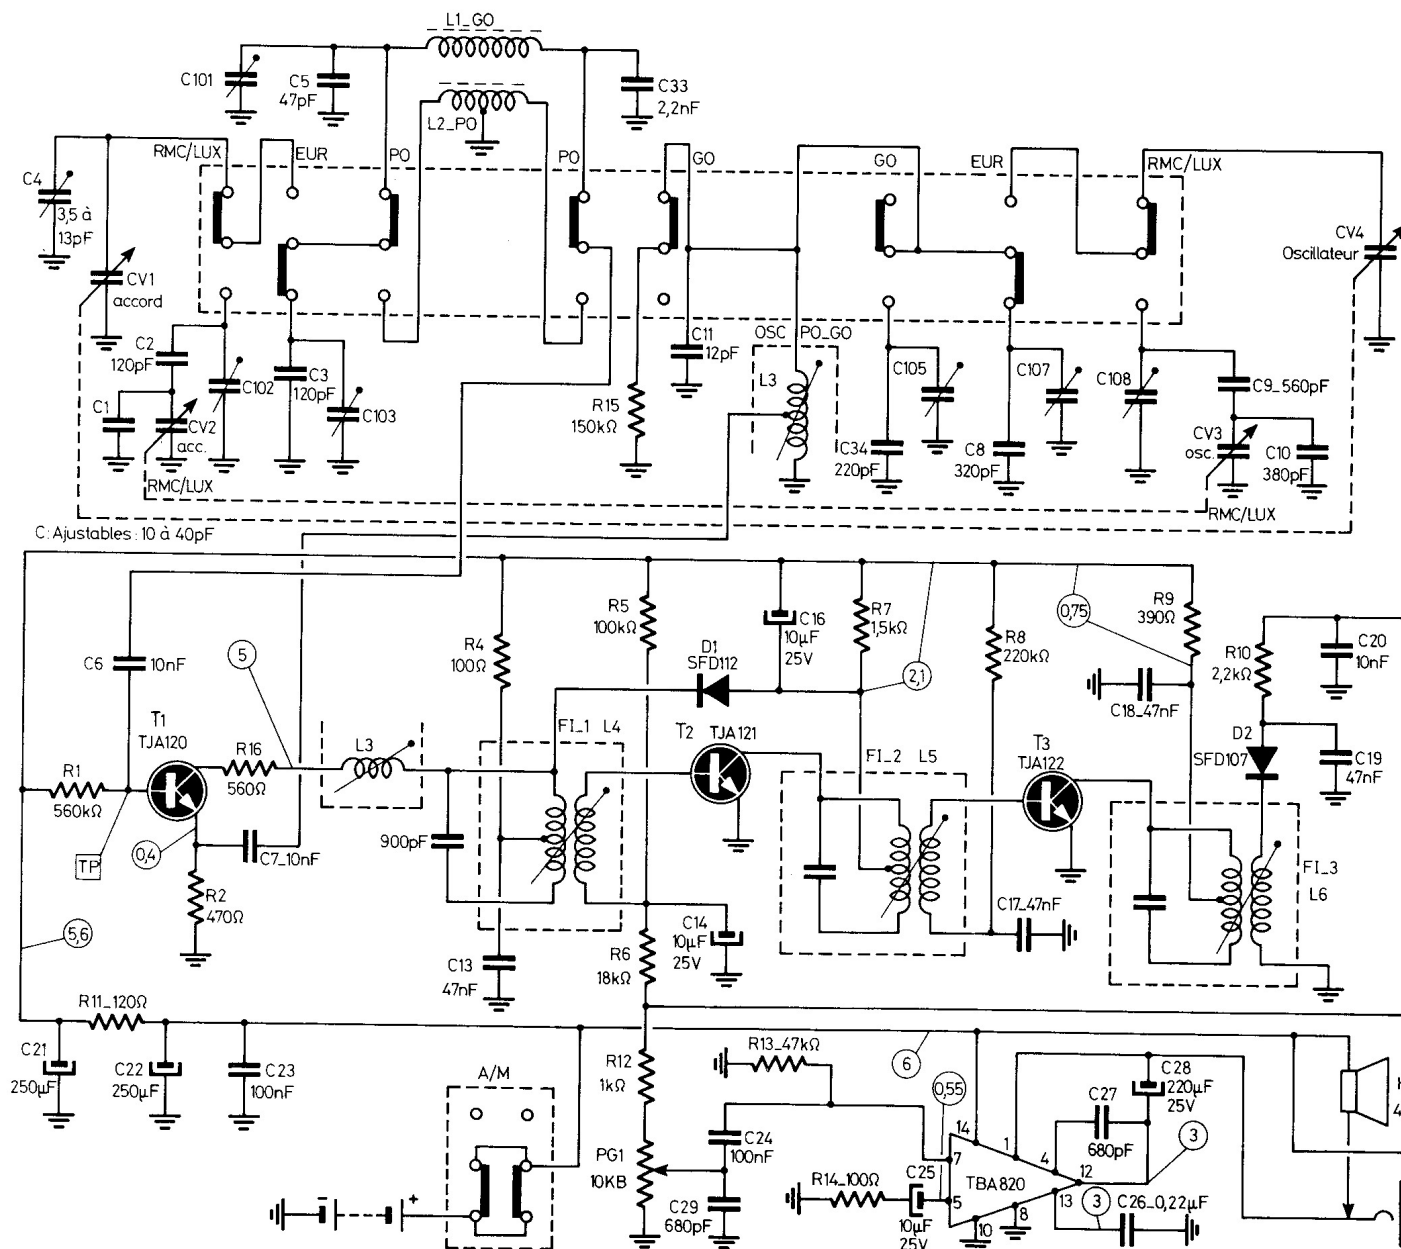 L1_GO
C101
C5
47pF
C33
2,2nF
L2_PO
RMC/LUX
EUR
PO
PO
GO
GO
EUR
RMC/LUX
C4
3,5 à
13pF
CV1
accord
CV4
Oscillateur
C2
120pF
C1
CV2
acc.
C102
C3
120pF
C103
RMC/LUX
R15
150kΩ
C11
12pF
OSC PO_GO
L3
C105
C34
220pF
C107
C8
320pF
C108
C9_560pF
CV3
osc.
C10
380pF
RMC/LUX
C: Ajustables: 10 à 40pF
C6
10nF
5
R4
100Ω
R5
100kΩ
C16
10µF
25V
D1
SFD112
R7
1,5kΩ
2,1
R8
220kΩ
0,75
R9
390Ω
R10
2,2kΩ
C20
10nF
C18_47nF
T1
TJA120
R16
560Ω
L3
FI_1 L4
T2
TJA121
FI_2 L5
T3
TJA122
D2
SFD107
C19
47nF
R1
560kΩ
TP
0,4
C7_10nF
900pF
R2
470Ω
FI_3
L6
C17_47nF
C14
10µF
25V
5,6
C13
47nF
R6
18kΩ
R11_120Ω
C21
250µF
C22
250µF
C23
100nF
A/M
R12
1kΩ
R13_47kΩ
6
0,55
C28
220µF
25V
C27
680pF
3
H
4
PG1
10KB
C24
100nF
C29
680pF
R14_100Ω
C25
10µF
25V
14
1
4
7
12
TBA820
5
13
10
8
3
C26_0,22µF
-
+